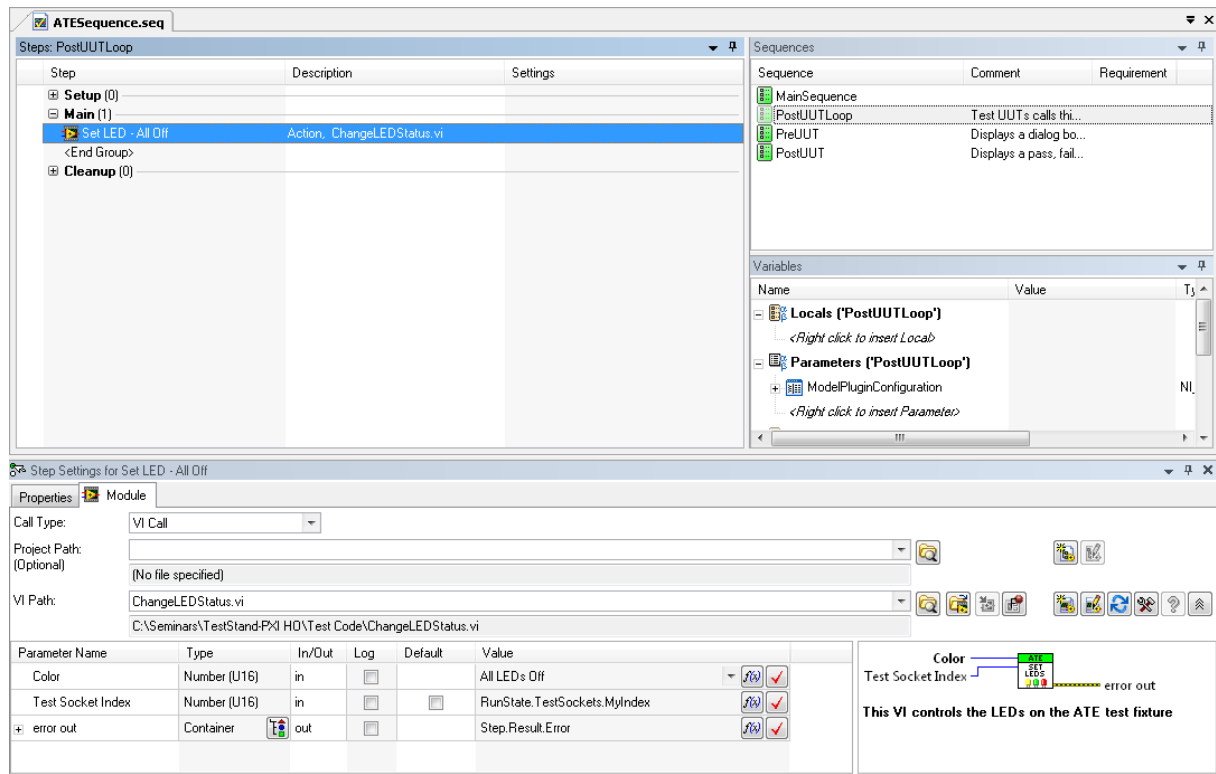 ATESequence.seq
Steps: PostUUTLoop
Step Description Settings
Setup (0)
Main (1)
Set LED - All Off Action, ChangeLEDStatus.vi
<End Group>
Cleanup (0)
Sequences
Sequence Comment Requirement
MainSequence
PostUUTLoop Test UUTs calls thi...
PreUUT Displays a dialog bo...
PostUUT Displays a pass, fail...
Variables
Name Value Ty
Locals ('PostUUTLoop')
<Right click to insert Local>
Parameters ('PostUUTLoop')
ModelPluginConfiguration NI_
<Right click to insert Parameter>
Step Settings for Set LED - All Off
Properties Module
Call Type: VI Call
Project Path:
(Optional)
(No file specified)
VI Path: ChangeLEDStatus.vi
C:\Seminars\TestStand-PXI HO\Test Code\ChangeLEDStatus.vi
Parameter Name Type In/Out Log Default Value
Color Number (U16) in All LEDs Off f(x)
Test Socket Index Number (U16) in RunState.TestSockets.MyIndex f(x)
error out Container out Step.Result.Error f(x)
Color ATE
Test Socket Index SET
LEDS error out
This VI controls the LEDs on the ATE test fixture